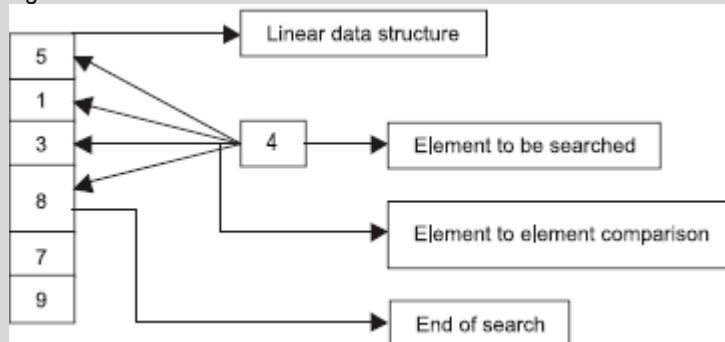 Linear data structure
5
1
3
4
Element to be searched
8
Element to element comparison
7
9
End of search